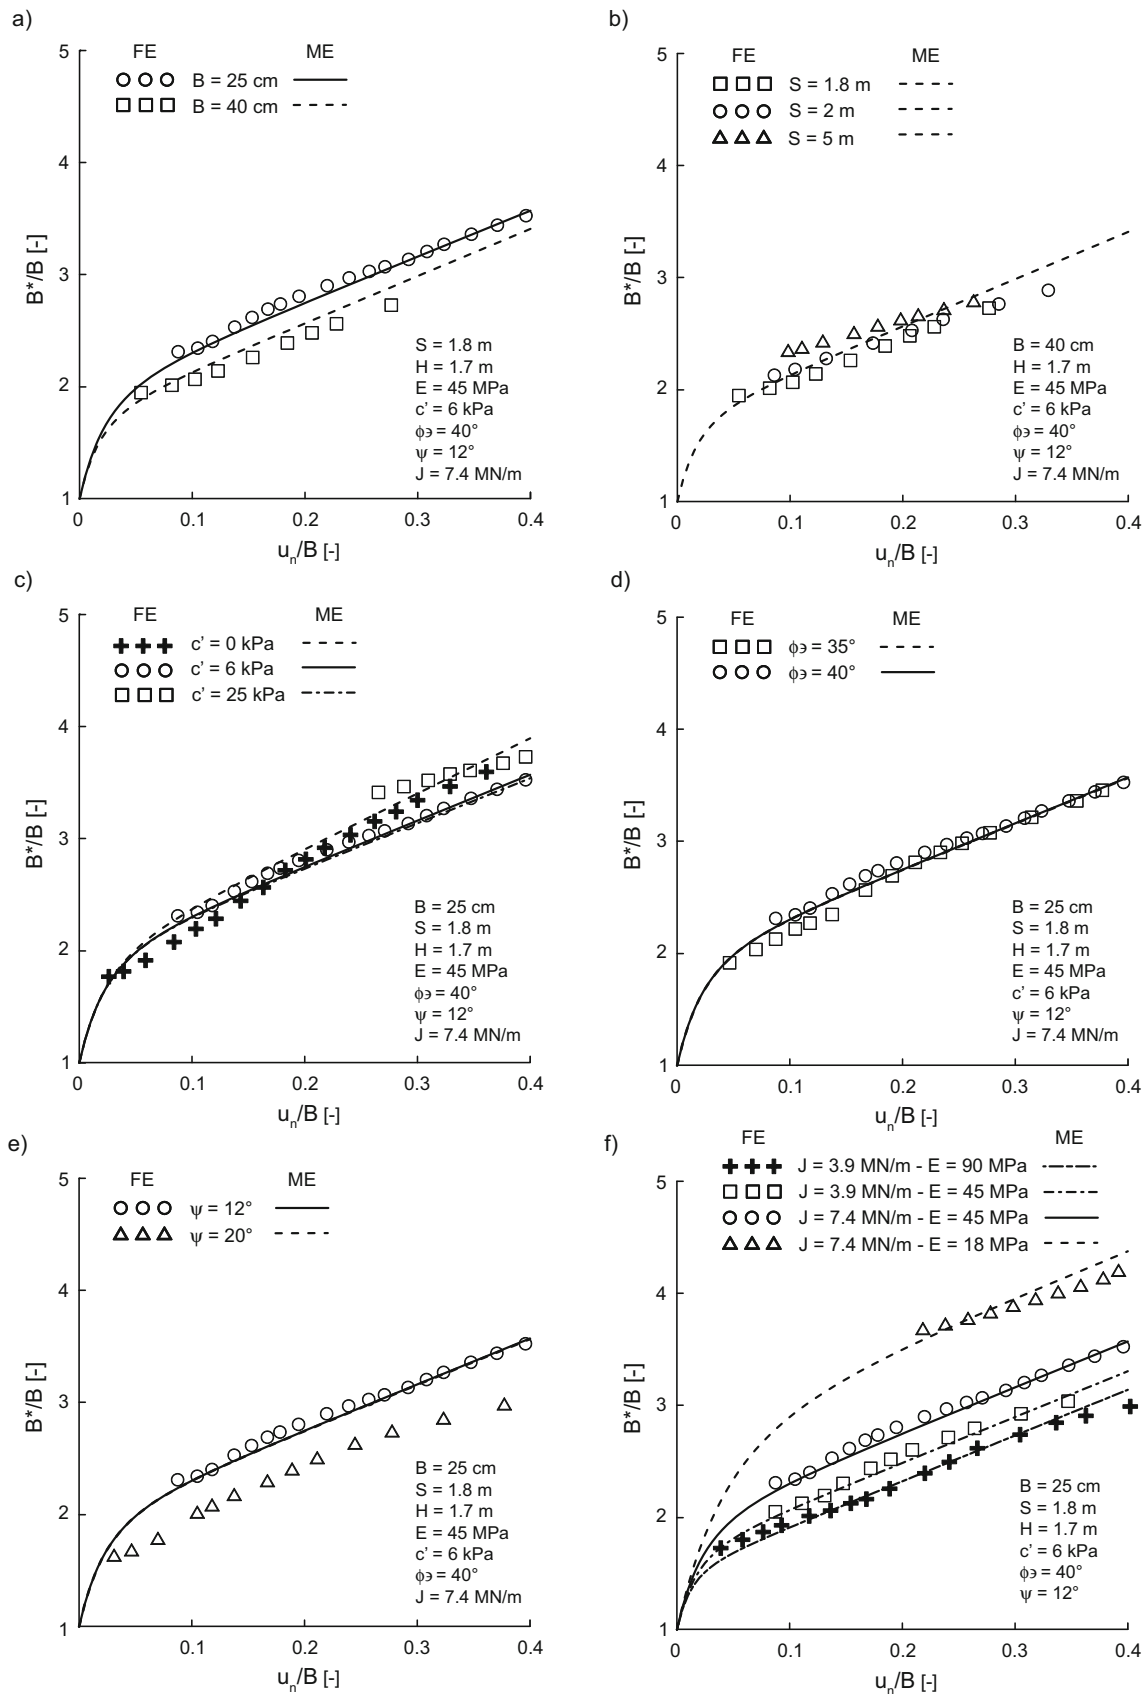 a)
FE ME
B = 25 cm
B = 40 cm
5
4
3
2
1
B*/B [-]
S = 1.8 m
H = 1.7 m
E = 45 MPa
c' = 6 kPa
ϕ϶ = 40°
ψ = 12°
J = 7.4 MN/m
0 0.1 0.2 0.3 0.4
uₙ/B [-]
b)
FE ME
S = 1.8 m
S = 2 m
S = 5 m
5
4
3
2
1
B*/B [-]
B = 40 cm
H = 1.7 m
E = 45 MPa
c' = 6 kPa
ϕ϶ = 40°
ψ = 12°
J = 7.4 MN/m
0 0.1 0.2 0.3 0.4
uₙ/B [-]
c)
FE ME
c' = 0 kPa
c' = 6 kPa
c' = 25 kPa
5
4
3
2
1
B*/B [-]
B = 25 cm
S = 1.8 m
H = 1.7 m
E = 45 MPa
ϕ϶ = 40°
ψ = 12°
J = 7.4 MN/m
0 0.1 0.2 0.3 0.4
uₙ/B [-]
d)
FE ME
ϕ϶ = 35°
ϕ϶ = 40°
5
4
3
2
1
B*/B [-]
B = 25 cm
S = 1.8 m
H = 1.7 m
E = 45 MPa
c' = 6 kPa
ψ = 12°
J = 7.4 MN/m
0 0.1 0.2 0.3 0.4
uₙ/B [-]
e)
FE ME
ψ = 12°
ψ = 20°
5
4
3
2
1
B*/B [-]
B = 25 cm
S = 1.8 m
H = 1.7 m
E = 45 MPa
c' = 6 kPa
ϕ϶ = 40°
J = 7.4 MN/m
0 0.1 0.2 0.3 0.4
uₙ/B [-]
f)
FE ME
J = 3.9 MN/m - E = 90 MPa
J = 3.9 MN/m - E = 45 MPa
J = 7.4 MN/m - E = 45 MPa
J = 7.4 MN/m - E = 18 MPa
5
4
3
2
1
B*/B [-]
B = 25 cm
S = 1.8 m
H = 1.7 m
c' = 6 kPa
ϕ϶ = 40°
ψ = 12°
0 0.1 0.2 0.3 0.4
uₙ/B [-]